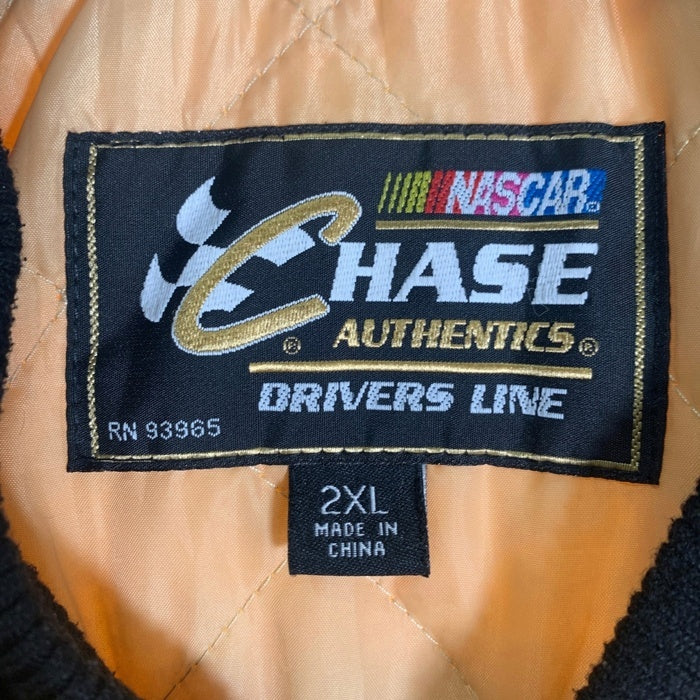 NASCAR
CHASE
AUTHENTICS®
®
DRIVERS LINE
RN 93965
2XL
MADE IN
CHINA